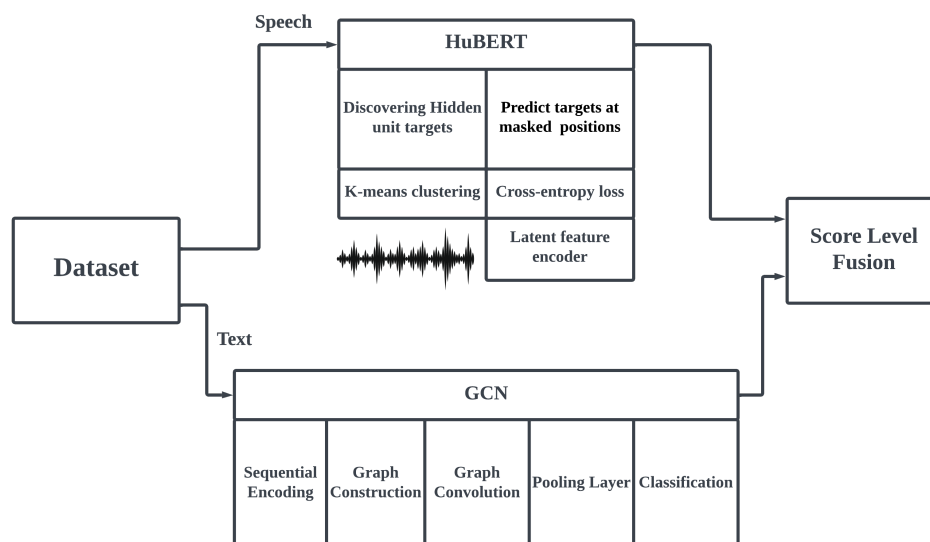 Speech
HuBERT
Discovering Hidden
unit targets
Predict targets at
masked positions
K-means clustering
Cross-entropy loss
Latent feature
encoder
Dataset
Score Level
Fusion
Text
GCN
Sequential
Encoding
Graph
Construction
Graph
Convolution
Pooling Layer
Classification